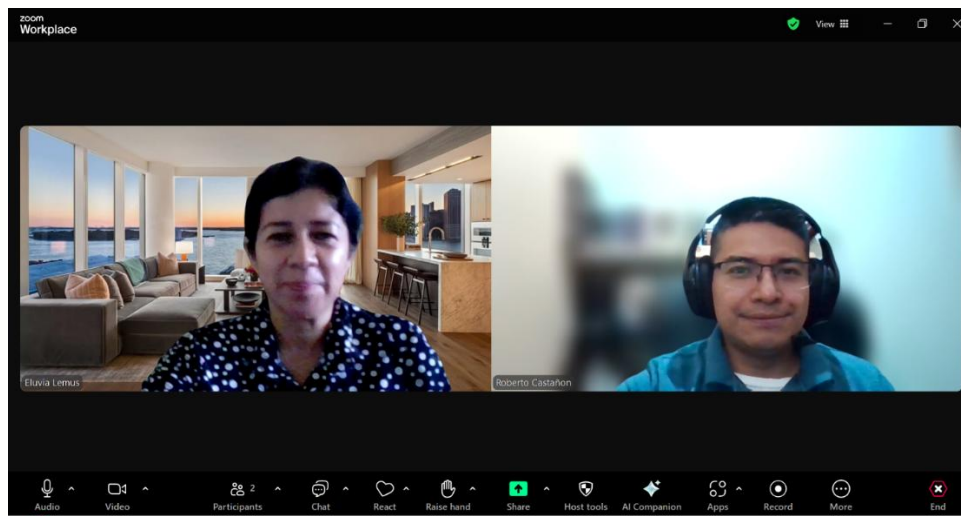 zoom
Workplace
View
Eluvia Lemus
Roberto Castañon
2
Audio
Video
Participants
Chat
React
Raise hand
Share
Host tools
AI Companion
Apps
Record
More
End